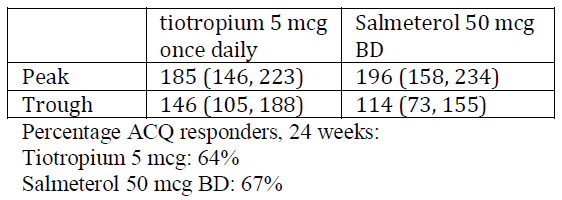 tiotropium 5 mcg once daily Salmeterol 50 mcg BD
Peak 185 (146, 223) 196 (158, 234)
Trough 146 (105, 188) 114 (73, 155)
Percentage ACQ responders, 24 weeks:
Tiotropium 5 mcg: 64%
Salmeterol 50 mcg BD: 67%